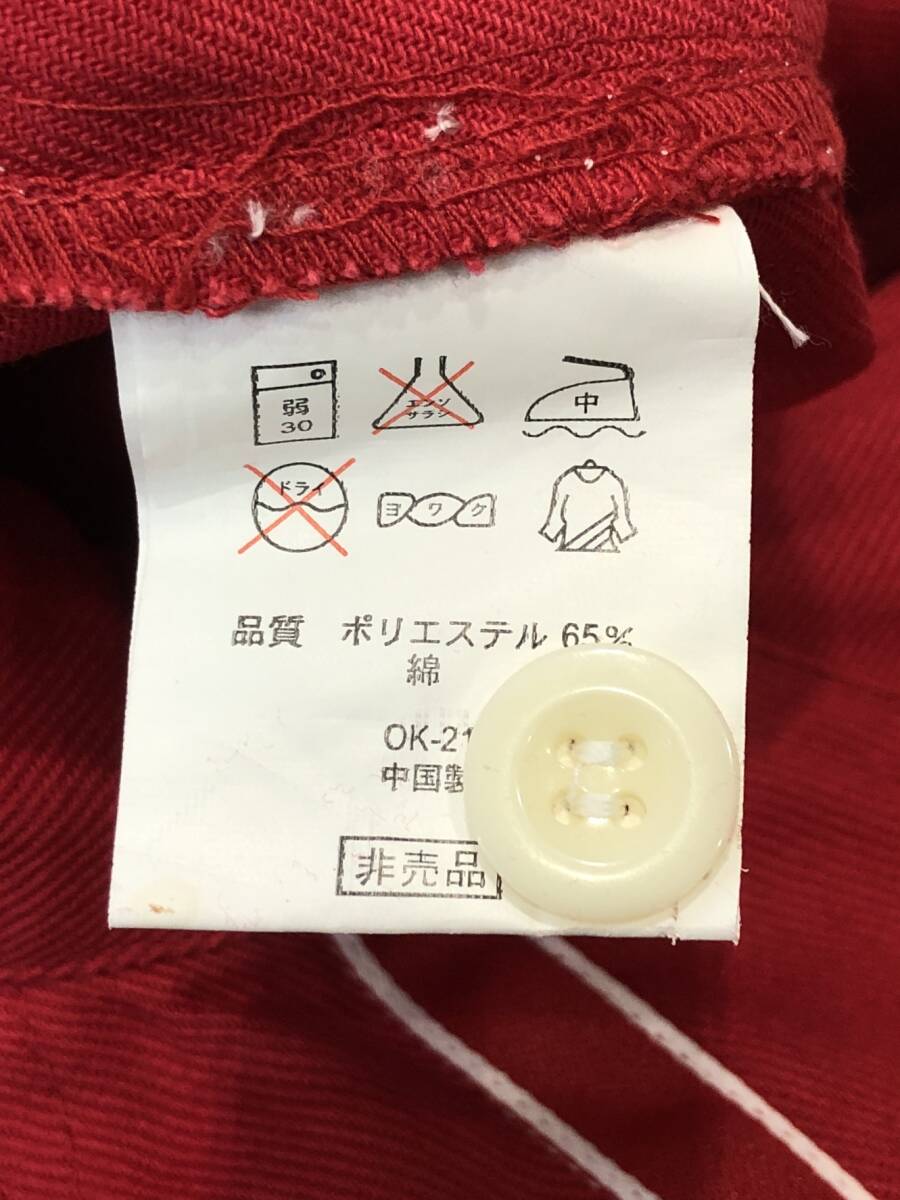 弱
30
エンソ
サラシ
中
ドライ
ヨワク
品質 ポリエステル 65%
綿
OK-21
中国製
非売品